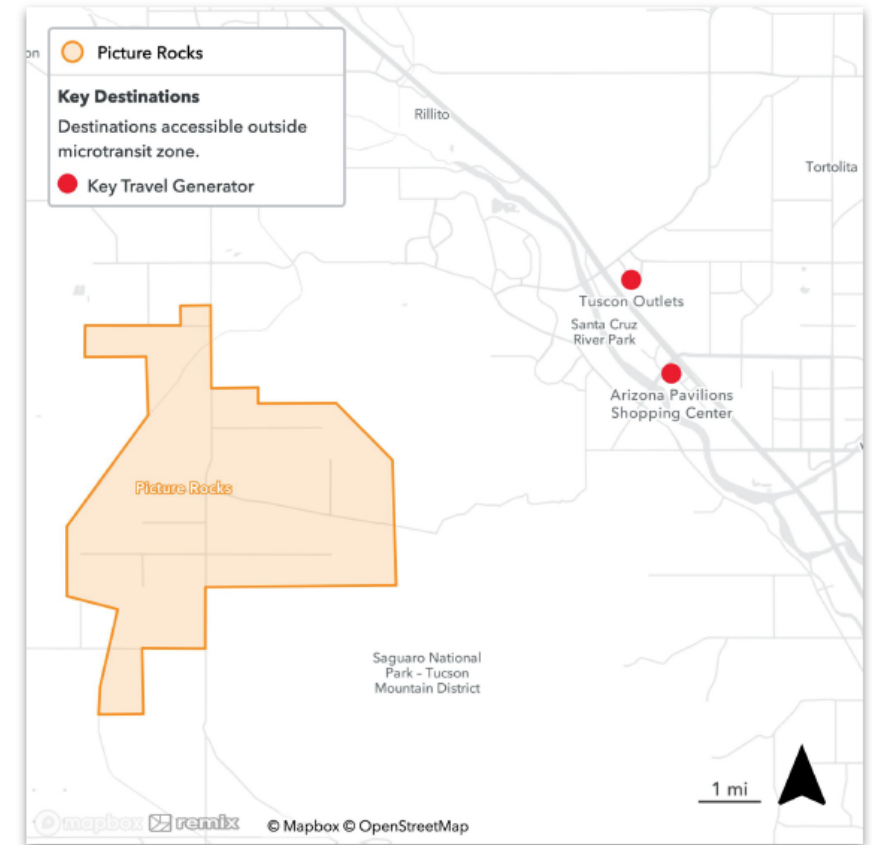 on
Picture Rocks
Key Destinations
Destinations accessible outside
microtransit zone.
Key Travel Generator
Rillito
Tortolita
Tuscon Outlets
Santa Cruz
River Park
Arizona Pavilions
Shopping Center
Picture Rocks
Saguaro National
Park - Tucson
Mountain District
1 mi
mapbox remix © Mapbox © OpenStreetMap